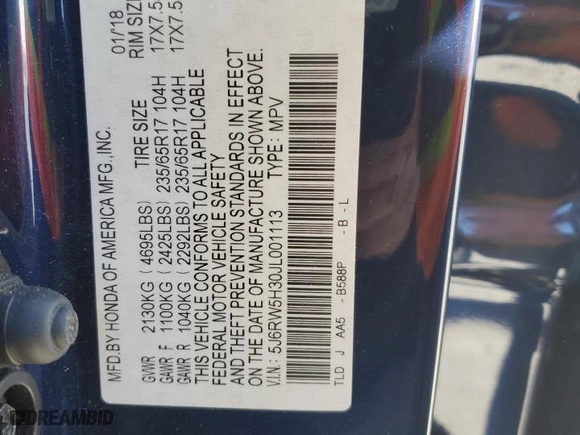 MFD.BY HONDA OF AMERICA MFG.,INC. 01/18
TIRE SIZE RIM SIZE
GVWR 2130KG (4695LBS)
GAWR F 1100KG (2425LBS) 235/65R17 104H 17X7.5
GAWR R 1040KG (2292LBS) 235/65R17 104H 17X7.5
THIS VEHICLE CONFORMS TO ALL APPLICABLE
FEDERAL MOTOR VEHICLE SAFETY
AND THEFT PREVENTION STANDARDS IN EFFECT
ON THE DATE OF MANUFACTURE SHOWN ABOVE.
V.I.N.: 5J6RW5H30JL001113 TYPE: MPV
TLD J AA5 - B588P - B - L
DREAMBID